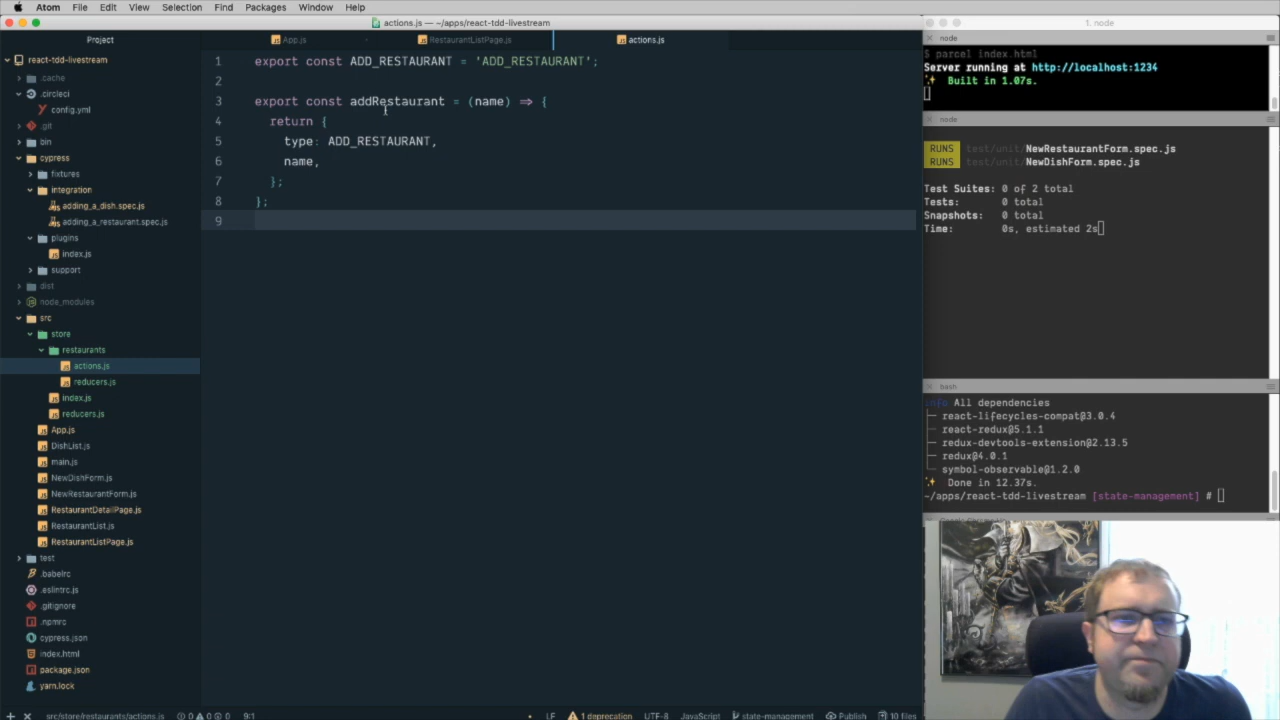 Atom File Edit View Selection Find Packages Window Help
actions.js — ~/apps/react-tdd-livestream
1. node
Project
App.js
RestaurantListPage.js
actions.js
react-tdd-livestream
.cache
.circleci
config.yml
.git
bin
cypress
fixtures
integration
adding_a_dish.spec.js
adding_a_restaurant.spec.js
plugins
index.js
support
dist
node_modules
src
store
restaurants
actions.js
reducers.js
index.js
reducers.js
App.js
DishList.js
main.js
NewDishForm.js
NewRestaurantForm.js
RestaurantDetailPage.js
RestaurantList.js
RestaurantListPage.js
test
.babelrc
.eslintrc.js
.gitignore
.npmrc
cypress.json
index.html
package.json
yarn.lock
1 export const ADD_RESTAURANT = 'ADD_RESTAURANT';
2
3 export const addRestaurant = (name) => {
4 return {
5 type: ADD_RESTAURANT,
6 name,
7 };
8 };
9
src/store/restaurants/actions.js 0 0 0 9:1
LF 1 deprecation UTF-8 JavaScript state-management Publish 10 files
node
$ parcel index.html
Server running at http://localhost:1234
Built in 1.07s.
node
RUNS test/unit/NewRestaurantForm.spec.js
RUNS test/unit/NewDishForm.spec.js
Test Suites: 0 of 2 total
Tests: 0 total
Snapshots: 0 total
Time: 0s, estimated 2s
bash
info All dependencies
├─ react-lifecycles-compat@3.0.4
├─ react-redux@5.1.1
├─ redux-devtools-extension@2.13.5
├─ redux@4.0.1
└─ symbol-observable@1.2.0
Done in 12.37s.
~/apps/react-tdd-livestream [state-management] #